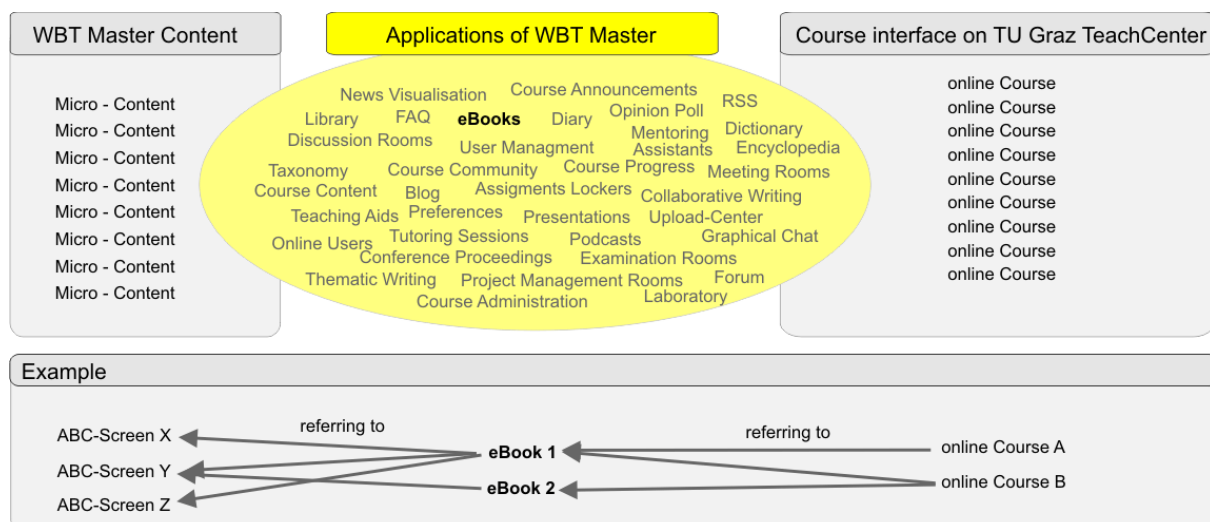 WBT Master Content
Applications of WBT Master
Course interface on TU Graz TeachCenter
Micro - Content
Micro - Content
Micro - Content
Micro - Content
Micro - Content
Micro - Content
Micro - Content
Micro - Content
News Visualisation
Course Announcements
RSS
Library
FAQ
eBooks
Diary
Opinion Poll
Discussion Rooms
User Managment
Mentoring
Assistants
Dictionary
Encyclopedia
Taxonomy
Course Community
Course Progress
Meeting Rooms
Course Content
Blog
Assigments Lockers
Collaborative Writing
Teaching Aids
Preferences
Presentations
Upload-Center
Online Users
Tutoring Sessions
Podcasts
Graphical Chat
Conference Proceedings
Examination Rooms
Thematic Writing
Project Management Rooms
Forum
Course Administration
Laboratory
online Course
online Course
online Course
online Course
online Course
online Course
online Course
online Course
online Course
Example
ABC-Screen X
referring to
eBook 1
referring to
online Course A
ABC-Screen Y
eBook 2
online Course B
ABC-Screen Z